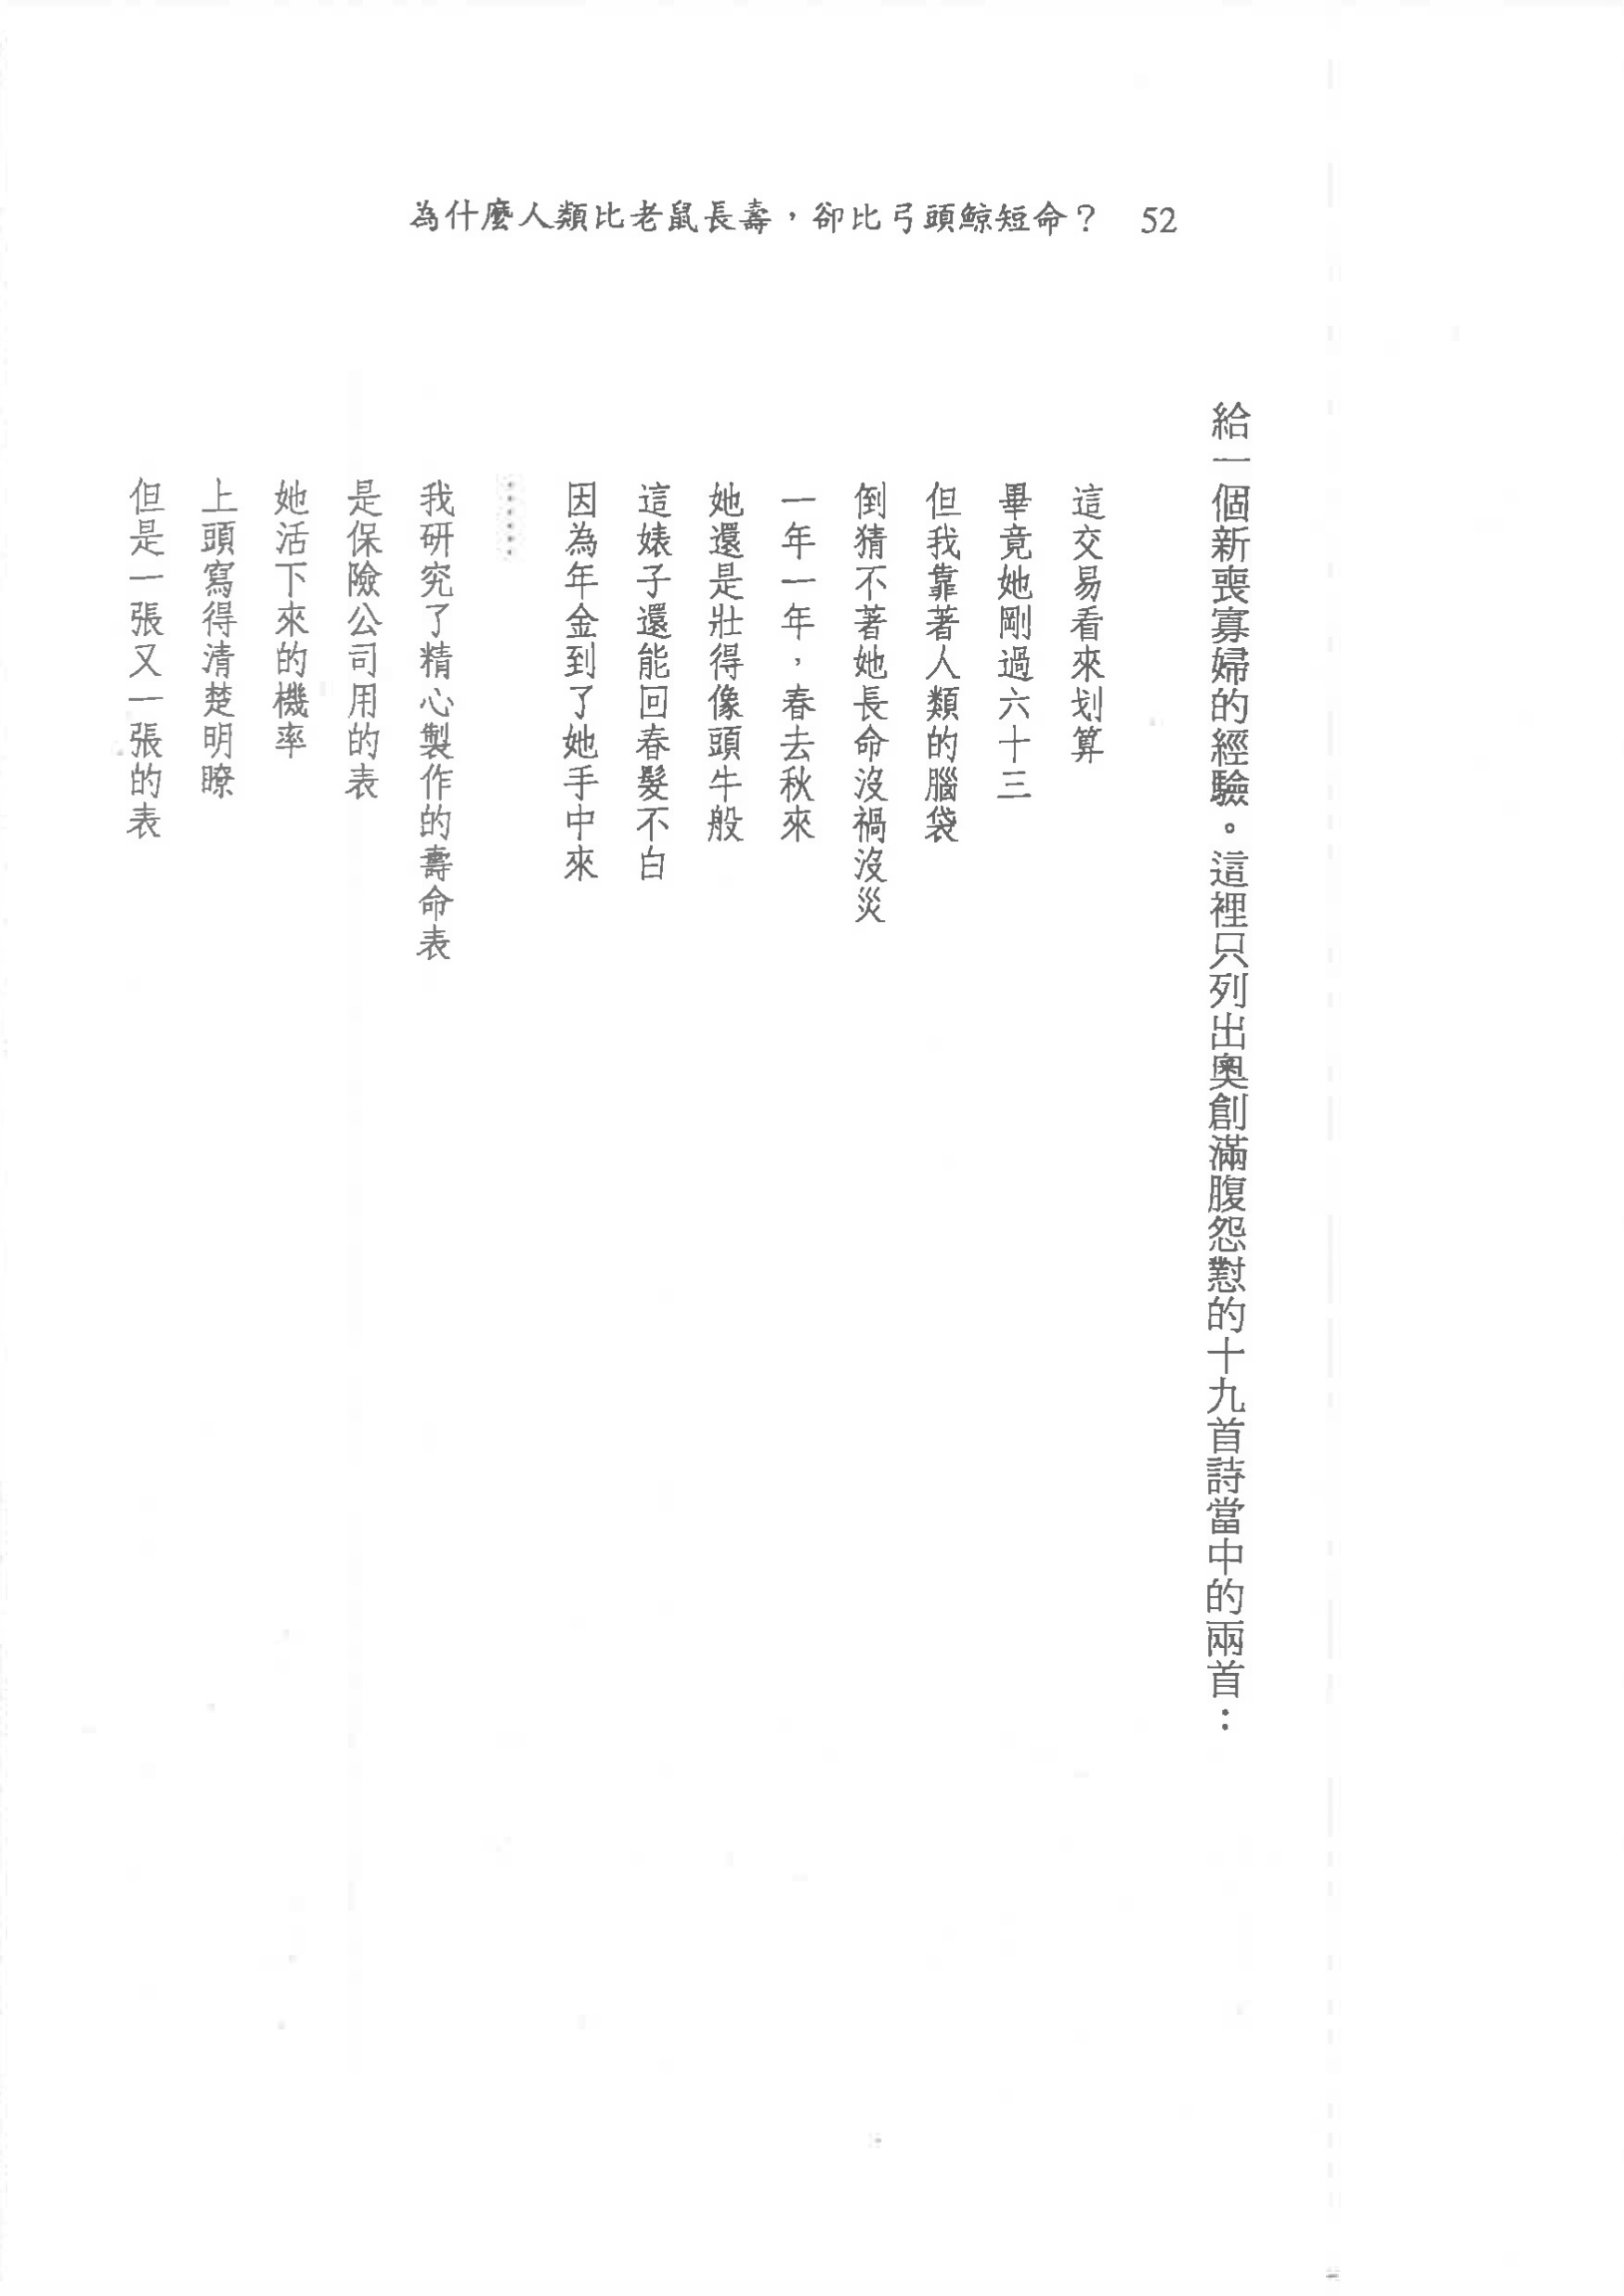 為什麼人類比老鼠長壽，卻比弓頭鯨短命？ 52
給一個新喪寡婦的經驗。這裡只列出奧創滿腹怨懟的十九首詩當中的兩首：
這交易看來划算
畢竟她剛過六十三
但我靠著人類的腦袋
倒猜不著她長命沒禍沒災
一年一年，春去秋來
她還是壯得像頭牛般
這婊子還能回春髮不白
因為年金到了她手中來
……
我研究了精心製作的壽命表
是保險公司用的表
她活下來的機率
上頭寫得清楚明瞭
但是一張又一張的表